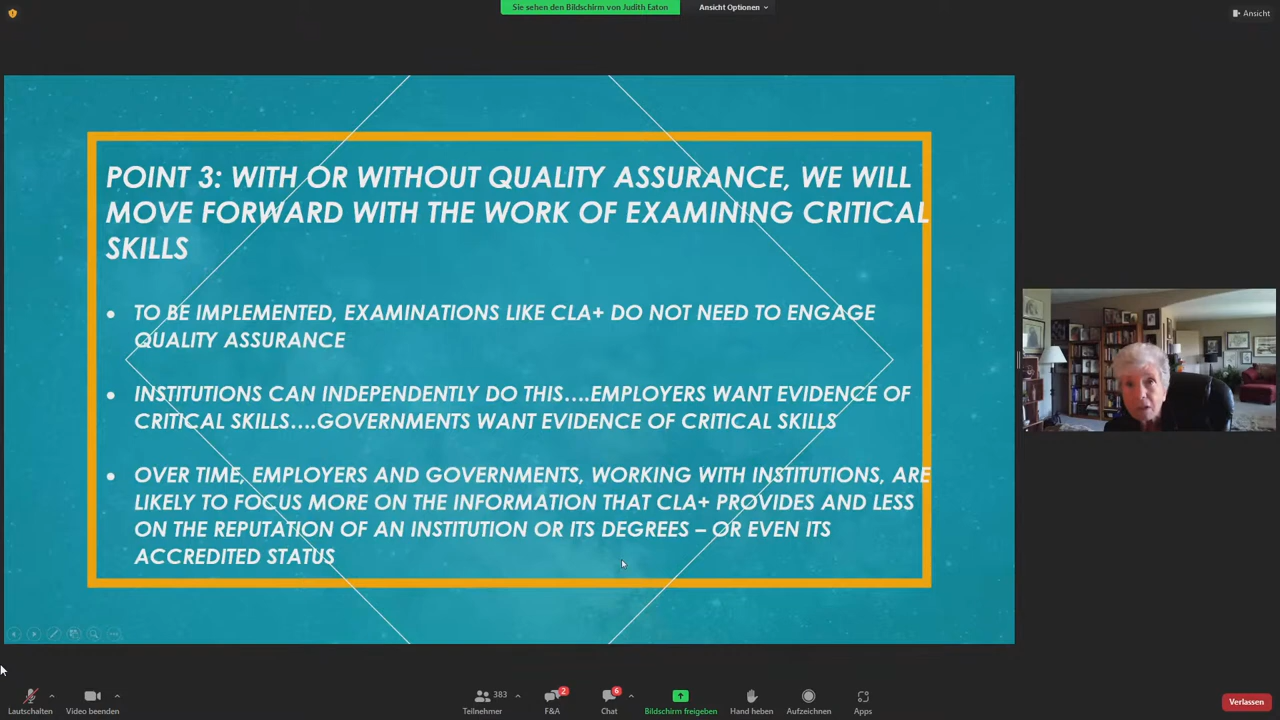 Sie sehen den Bildschirm von Judith Eaton
Ansicht Optionen
Ansicht
POINT 3: WITH OR WITHOUT QUALITY ASSURANCE, WE WILL
MOVE FORWARD WITH THE WORK OF EXAMINING CRITICAL
SKILLS
• TO BE IMPLEMENTED, EXAMINATIONS LIKE CLA+ DO NOT NEED TO ENGAGE
QUALITY ASSURANCE
• INSTITUTIONS CAN INDEPENDENTLY DO THIS….EMPLOYERS WANT EVIDENCE OF
CRITICAL SKILLS….GOVERNMENTS WANT EVIDENCE OF CRITICAL SKILLS
• OVER TIME, EMPLOYERS AND GOVERNMENTS, WORKING WITH INSTITUTIONS, ARE
LIKELY TO FOCUS MORE ON THE INFORMATION THAT CLA+ PROVIDES AND LESS
ON THE REPUTATION OF AN INSTITUTION OR ITS DEGREES – OR EVEN ITS
ACCREDITED STATUS
383
2
6
Lautschalten
Video beenden
Teilnehmer
F&A
Chat
Bildschirm freigeben
Hand heben
Aufzeichnen
Apps
Verlassen